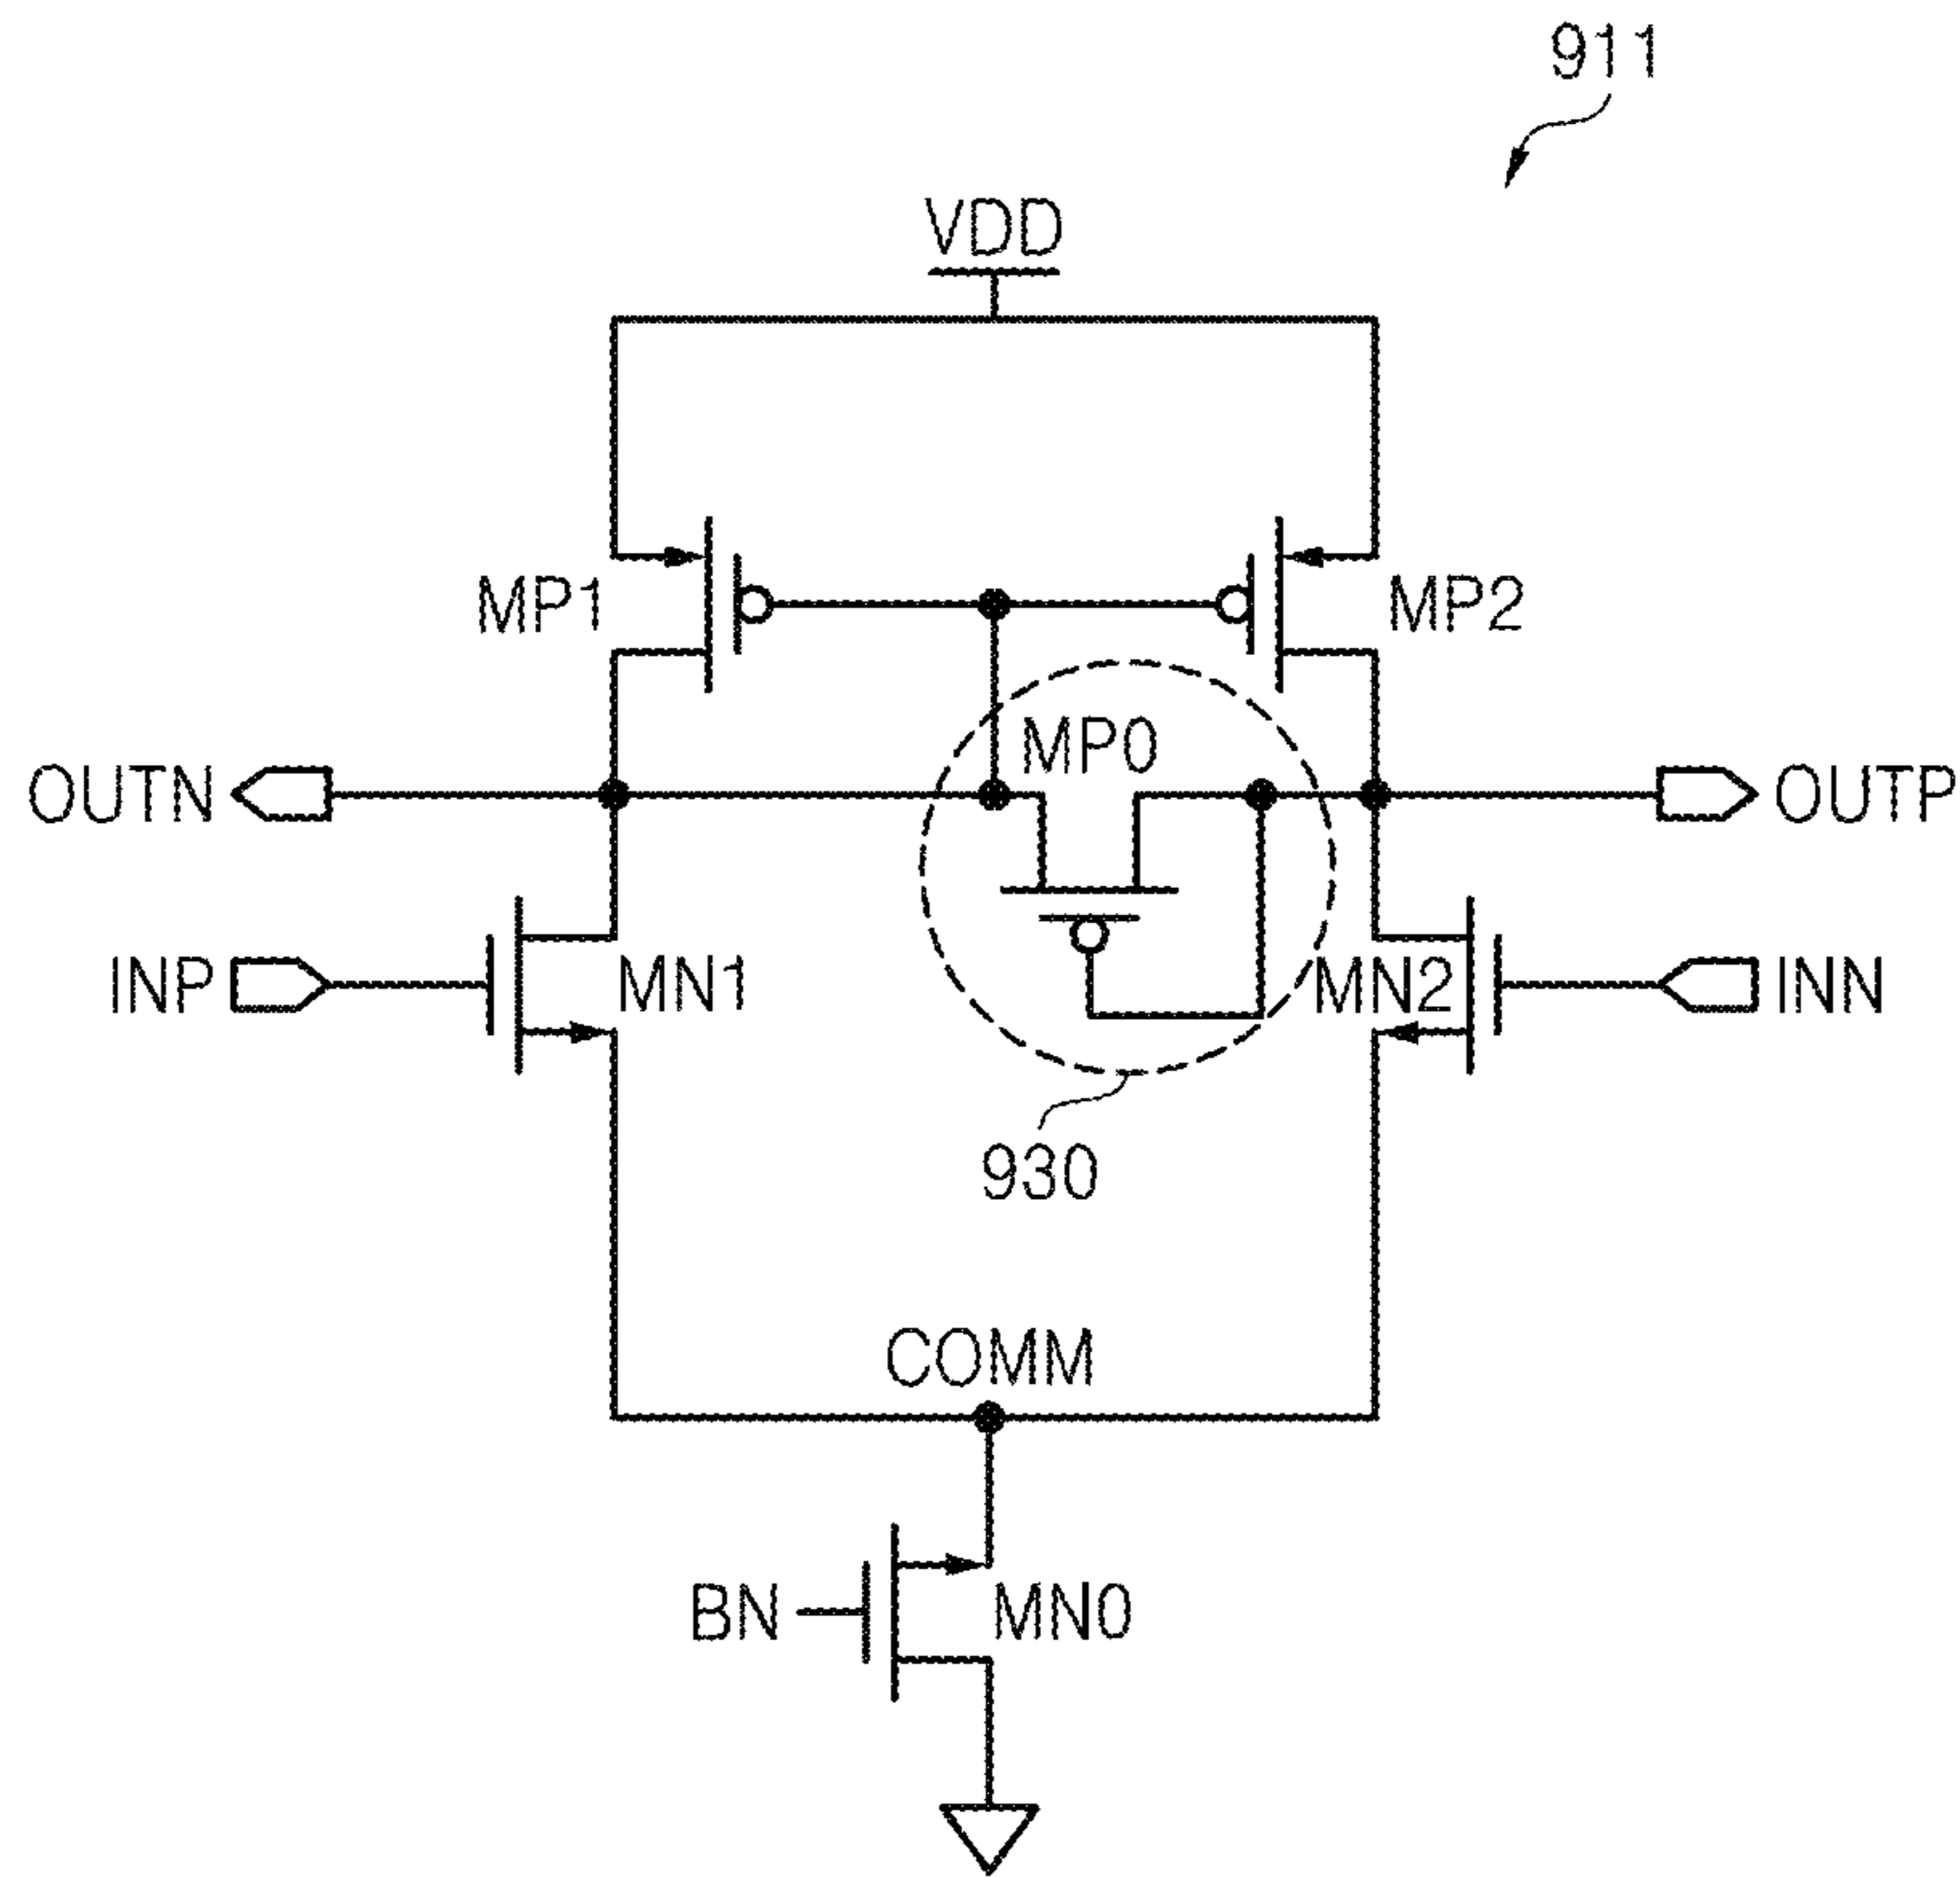 911
VDD
MP1
MP2
MP0
OUTN
OUTP
INP
MN1
MN2
INN
930
COMM
BN
MN0